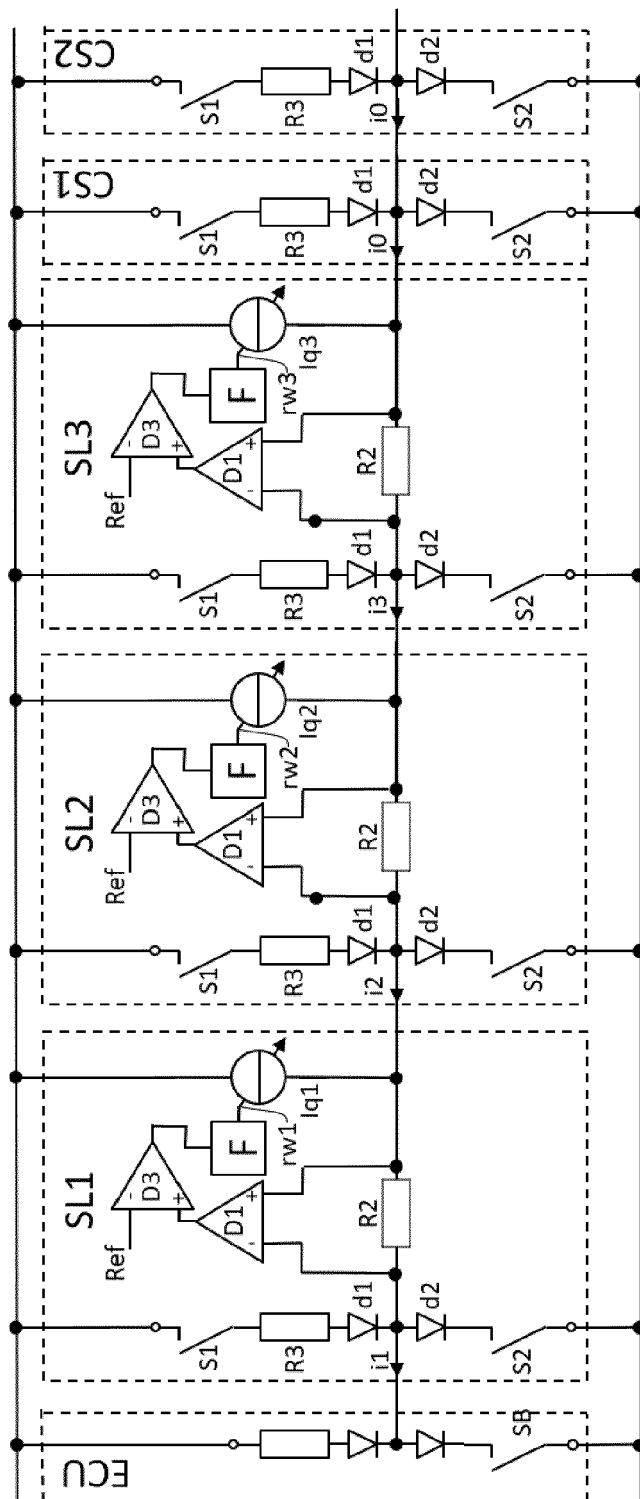 ECU
SB
SL1
Ref
D3
D1
-
+
-
+
F
rw1
Iq1
S1
R3
d1
i1
R2
d2
S2
SL2
Ref
D3
D1
-
+
-
+
F
rw2
Iq2
S1
R3
d1
i2
R2
d2
S2
SL3
Ref
D3
D1
-
+
-
+
F
rw3
Iq3
S1
R3
d1
i3
R2
d2
S2
CS1
S1
R3
d1
i0
d2
S2
CS2
S1
R3
d1
i0
d2
S2